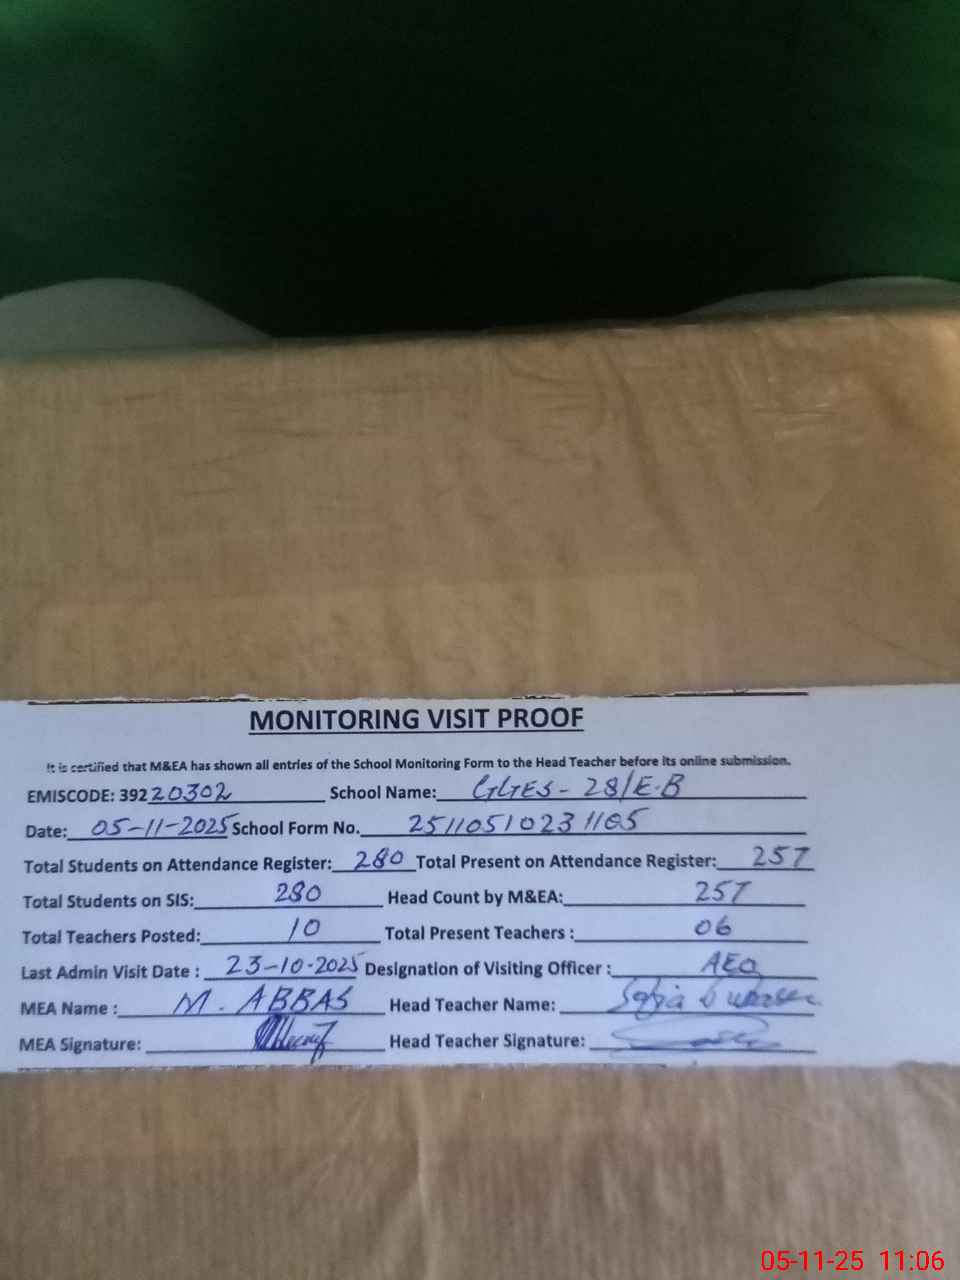 MONITORING VISIT PROOF
It is certified that M&EA has shown all entries of the School Monitoring Form to the Head Teacher before its online submission.
EMISCODE: 39220302 School Name: GGES - 28/E.B
Date: 05-11-2025 School Form No. 25110510231105
Total Students on Attendance Register: 280 Total Present on Attendance Register: 257
Total Students on SIS: 280 Head Count by M&EA: 257
Total Teachers Posted: 10 Total Present Teachers : 06
Last Admin Visit Date : 23-10-2025 Designation of Visiting Officer : AEO
MEA Name : M. ABBAS Head Teacher Name:
MEA Signature: Head Teacher Signature:
05-11-25 11:06